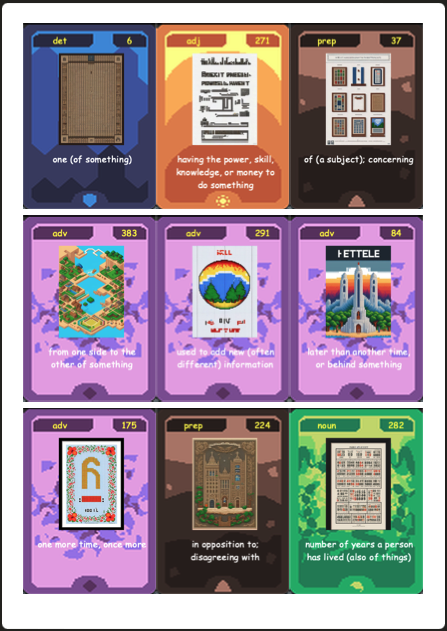 det 6
one (of something)
adj 271
having the power, skill,
knowledge, or money to
do something
prep 37
of (a subject); concerning
adv 383
from one side to the
other of something
adv 291
HELL
used to add new (often
different) information
adv 84
HETTELE
later than another time,
or behind something
adv 175
one more time, once more
prep 224
in opposition to;
disagreeing with
noun 282
number of years a person
has lived (also of things)